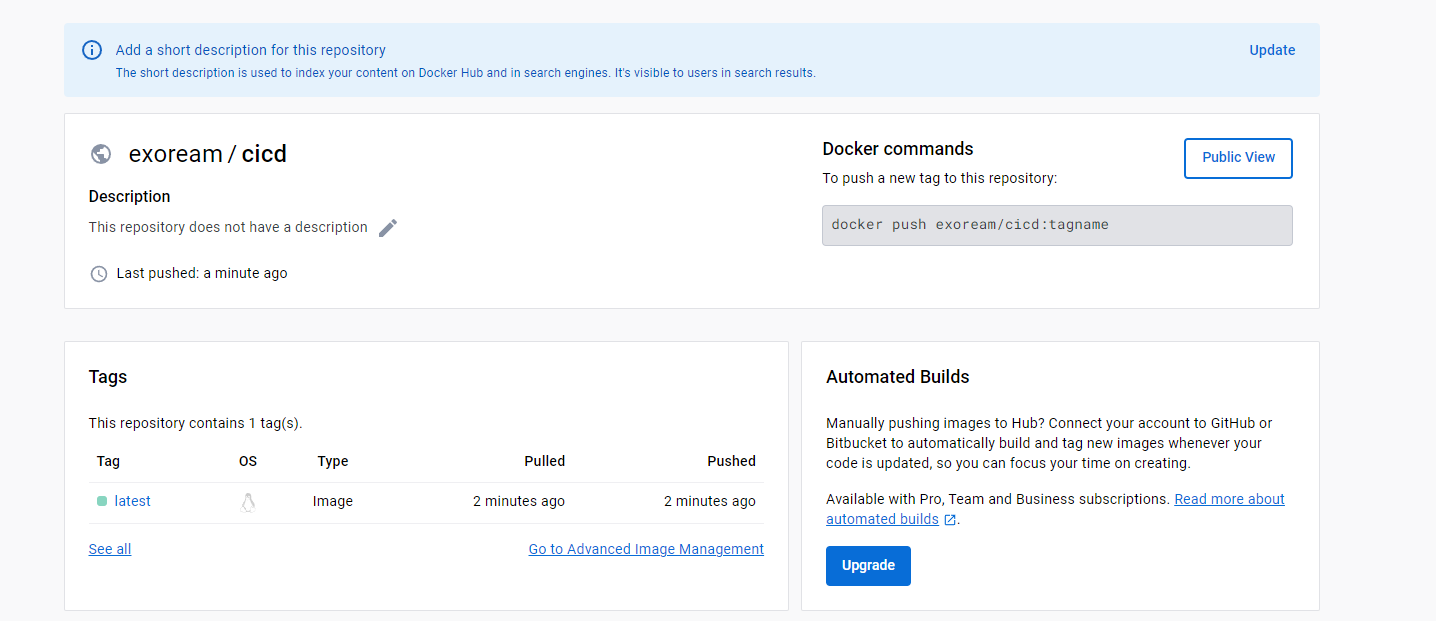 Add a short description for this repository
Update
The short description is used to index your content on Docker Hub and in search engines. It's visible to users in search results.
exoream / cicd
Description
This repository does not have a description
Last pushed: a minute ago
Docker commands
Public View
To push a new tag to this repository:
docker push exoream/cicd:tagname
Tags
This repository contains 1 tag(s).
Tag OS Type Pulled Pushed
latest Image 2 minutes ago 2 minutes ago
See all Go to Advanced Image Management
Automated Builds
Manually pushing images to Hub? Connect your account to GitHub or
Bitbucket to automatically build and tag new images whenever your
code is updated, so you can focus your time on creating.
Available with Pro, Team and Business subscriptions. Read more about
automated builds.
Upgrade